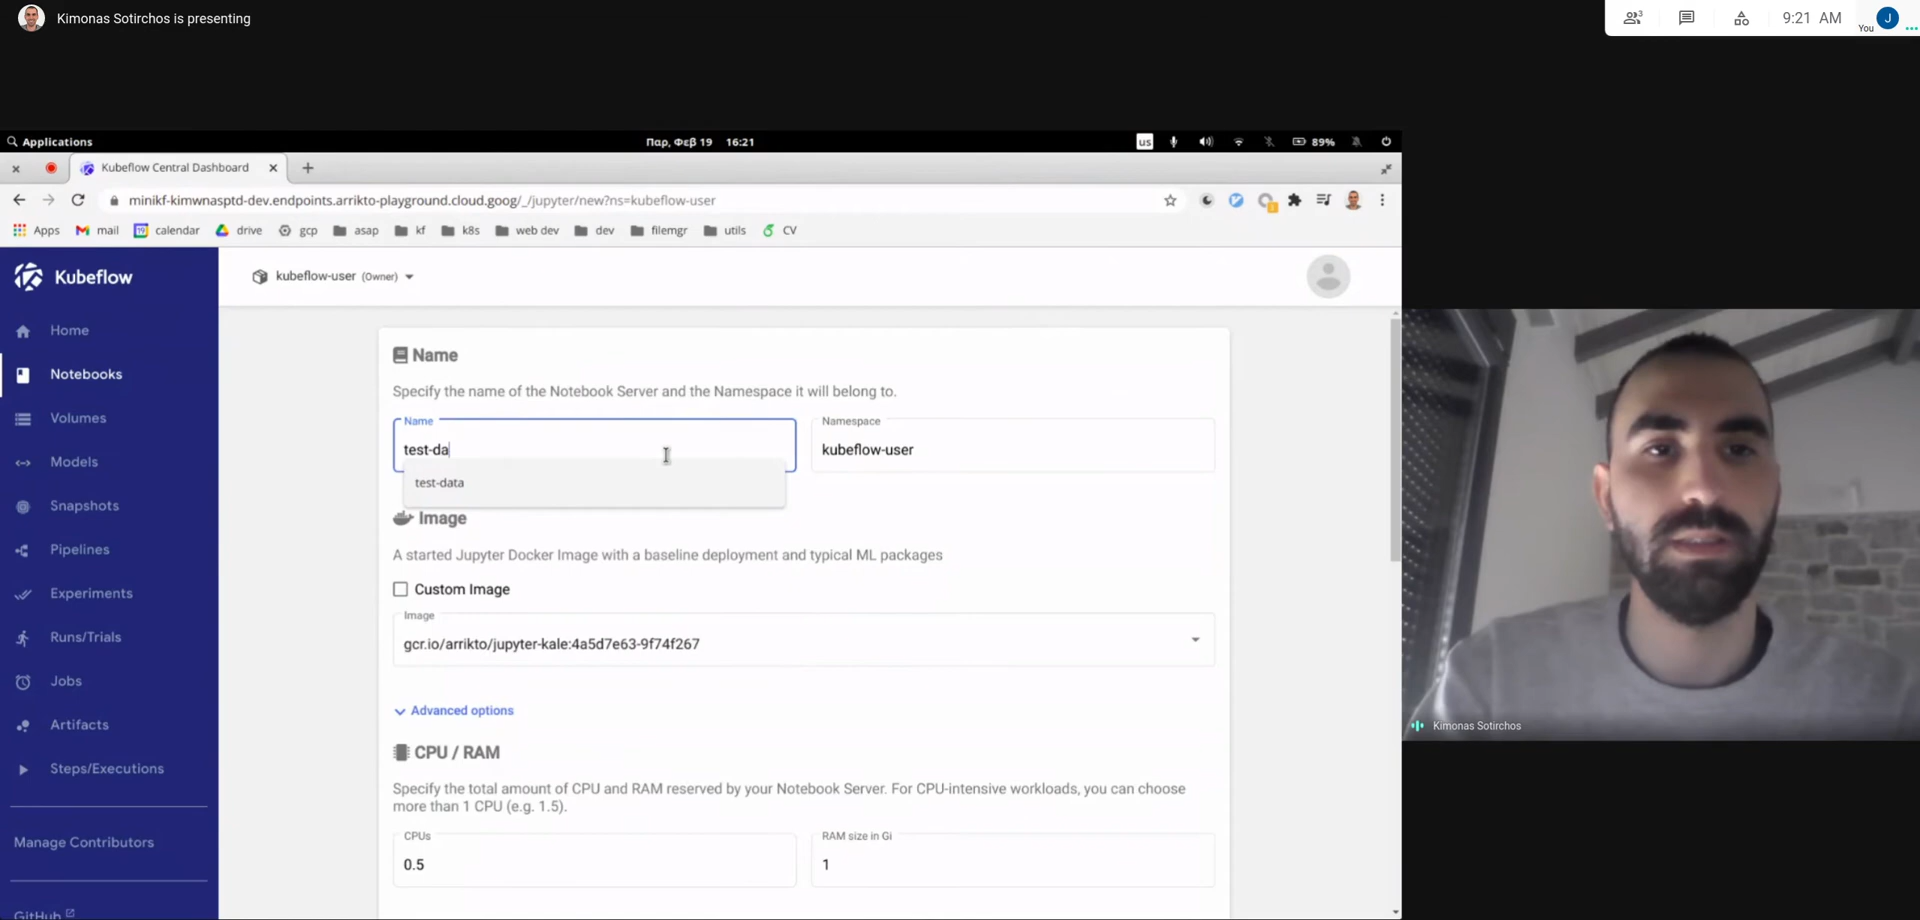 Kimonas Sotirchos is presenting
3
9:21 AM
You
J
Applications
Παρ, Φεβ 19 16:21
us
89%
Kubeflow Central Dashboard
minikf-kimwnasptd-dev.endpoints.arrikto-playground.cloud.goog/_/jupyter/new?ns=kubeflow-user
Apps
mail
calendar
drive
gcp
asap
kf
k8s
web dev
dev
filemgr
utils
CV
Kubeflow
kubeflow-user (Owner)
Home
Notebooks
Volumes
Models
Snapshots
Pipelines
Experiments
Runs/Trials
Jobs
Artifacts
Steps/Executions
Manage Contributors
GitHub
Name
Specify the name of the Notebook Server and the Namespace it will belong to.
Name
test-da
test-data
Namespace
kubeflow-user
Image
A started Jupyter Docker Image with a baseline deployment and typical ML packages
Custom Image
Image
gcr.io/arrikto/jupyter-kale:4a5d7e63-9f74f267
Advanced options
CPU / RAM
Specify the total amount of CPU and RAM reserved by your Notebook Server. For CPU-intensive workloads, you can choose
more than 1 CPU (e.g. 1.5).
CPUs
0.5
RAM size in Gi
1
Kimonas Sotirchos